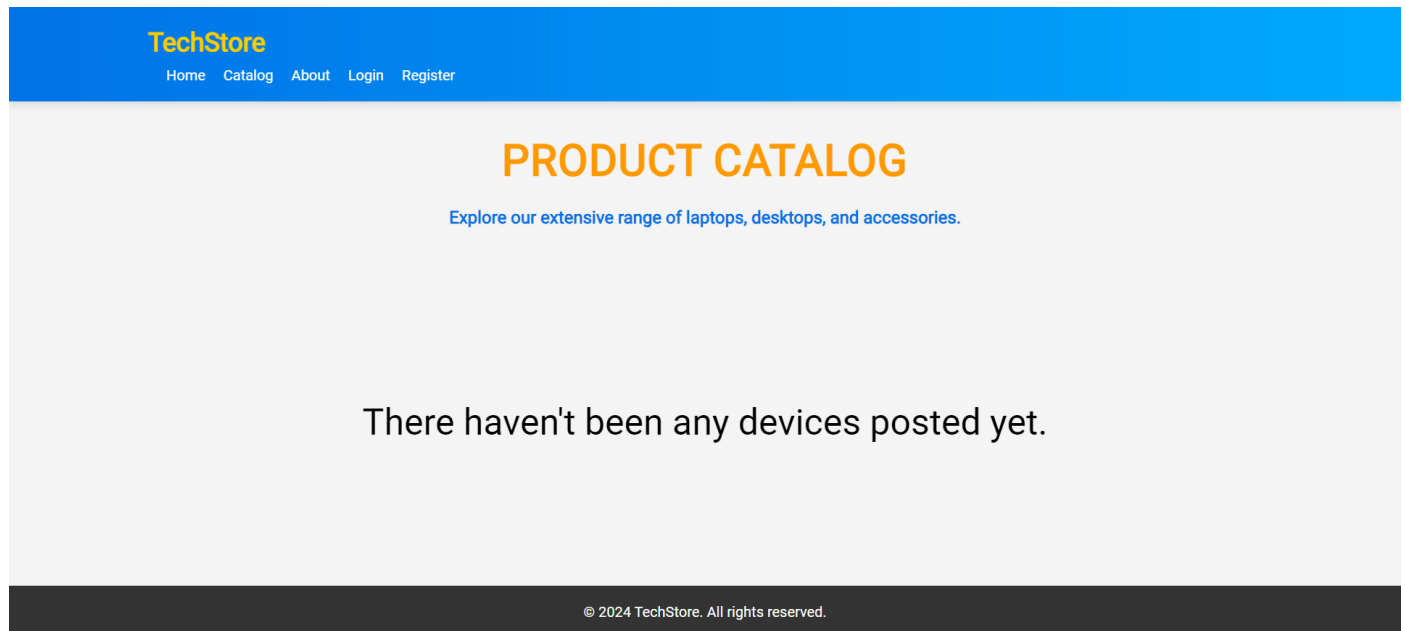 TechStore
Home Catalog About Login Register
PRODUCT CATALOG
Explore our extensive range of laptops, desktops, and accessories.
There haven't been any devices posted yet.
© 2024 TechStore. All rights reserved.